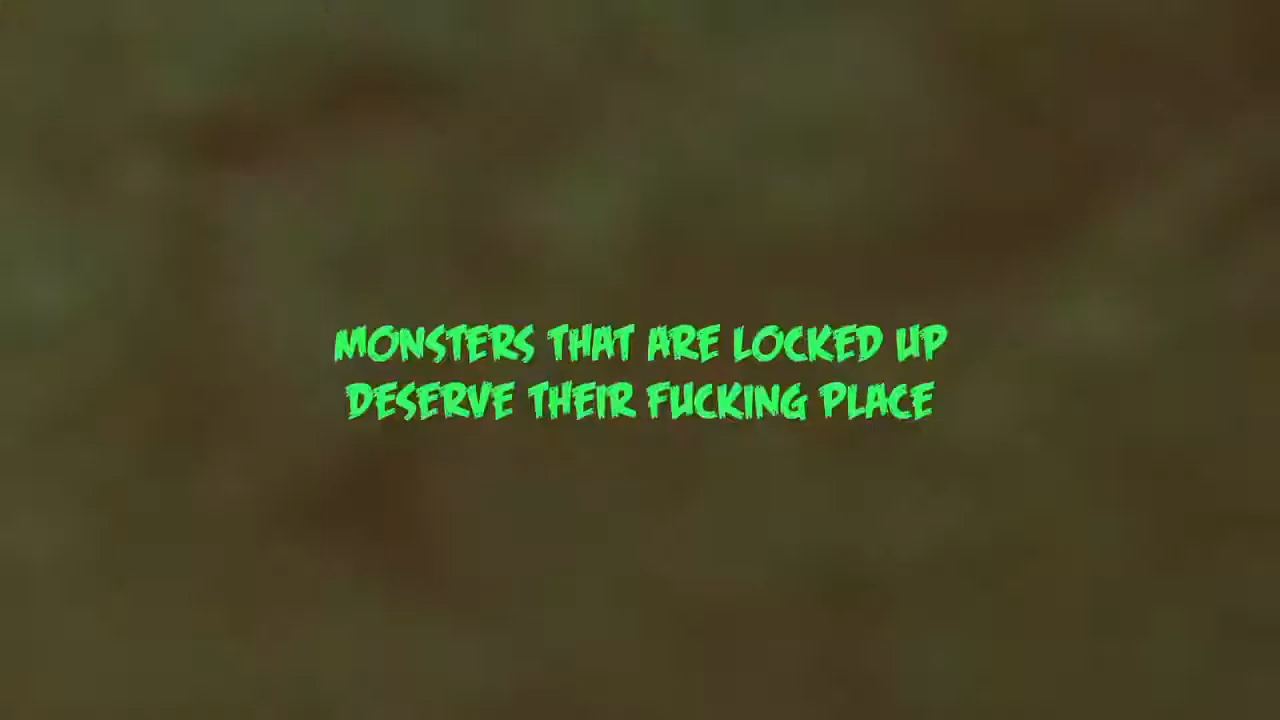 MONSTERS THAT ARE LOCKED UP
DESERVE THEIR FUCKING PLACE